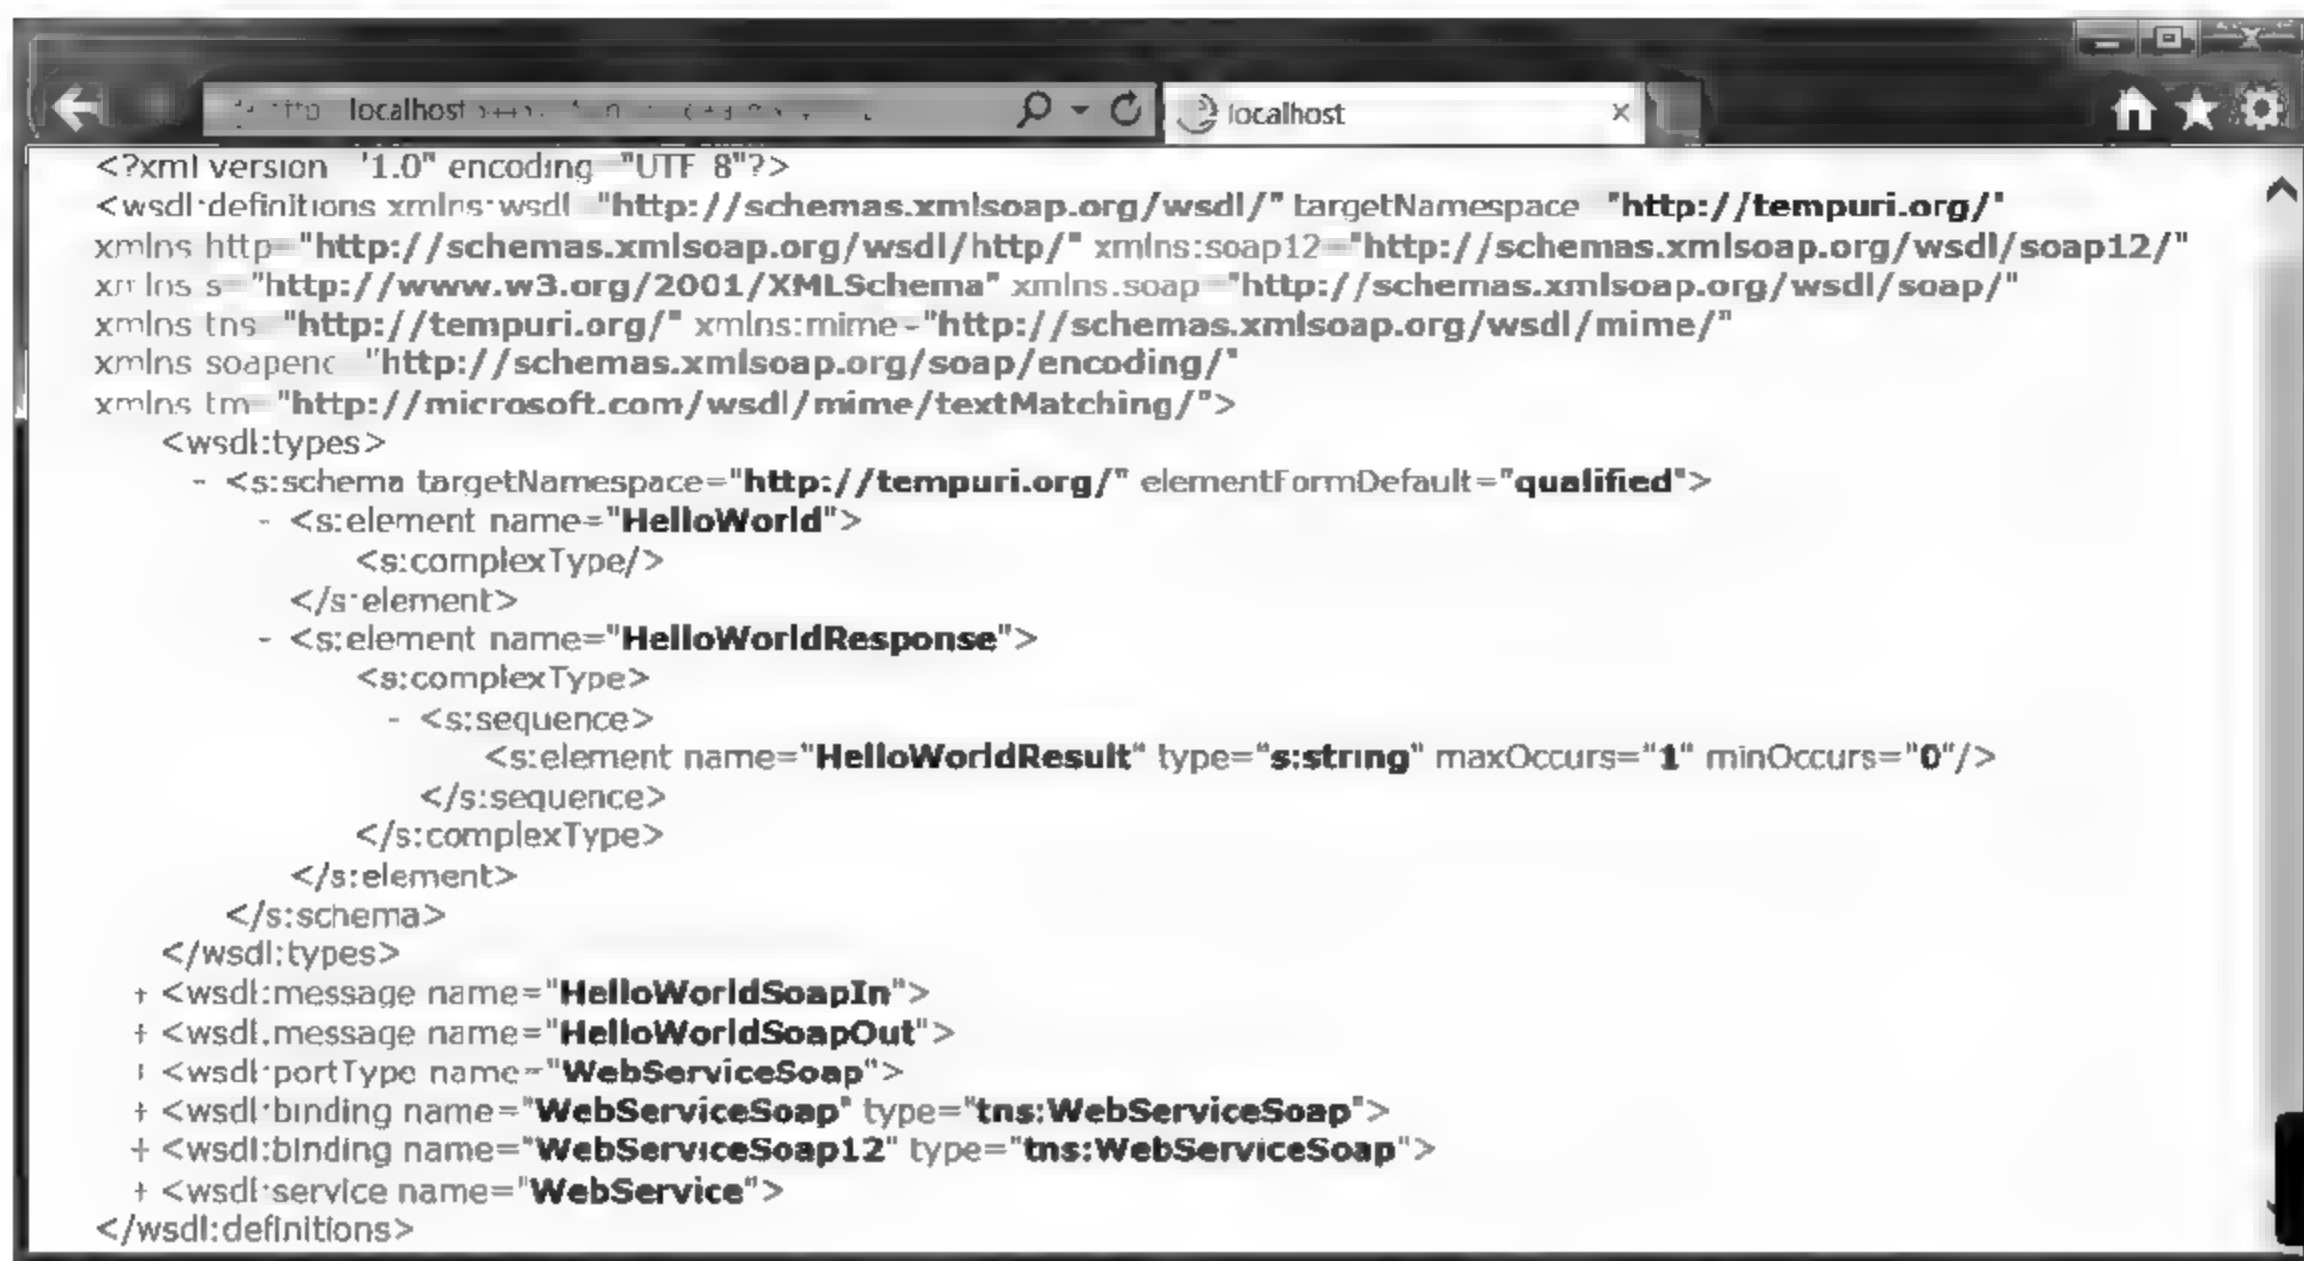 localhost
localhost
<?xml version "1.0" encoding "UTF 8"?>
<wsdl:definitions xmlns:wsdl "http://schemas.xmlsoap.org/wsdl/" targetNamespace "http://tempuri.org/"
xmlns http="http://schemas.xmlsoap.org/wsdl/http/" xmlns:soap12="http://schemas.xmlsoap.org/wsdl/soap12/"
xmlns s="http://www.w3.org/2001/XMLSchema" xmlns:soap="http://schemas.xmlsoap.org/wsdl/soap/"
xmlns tns "http://tempuri.org/" xmlns:mime="http://schemas.xmlsoap.org/wsdl/mime/"
xmlns soapenc "http://schemas.xmlsoap.org/soap/encoding/"
xmlns tm="http://microsoft.com/wsdl/mime/textMatching/">
<wsdl:types>
- <s:schema targetNamespace="http://tempuri.org/" elementFormDefault="qualified">
- <s:element name="HelloWorld">
<s:complexType/>
</s:element>
- <s:element name="HelloWorldResponse">
<s:complexType>
- <s:sequence>
<s:element name="HelloWorldResult" type="s:string" maxOccurs="1" minOccurs="0"/>
</s:sequence>
</s:complexType>
</s:element>
</s:schema>
</wsdl:types>
+ <wsdl:message name="HelloWorldSoapIn">
+ <wsdl:message name="HelloWorldSoapOut">
+ <wsdl:portType name="WebServiceSoap">
+ <wsdl:binding name="WebServiceSoap" type="tns:WebServiceSoap">
+ <wsdl:binding name="WebServiceSoap12" type="tns:WebServiceSoap">
+ <wsdl:service name="WebService">
</wsdl:definitions>